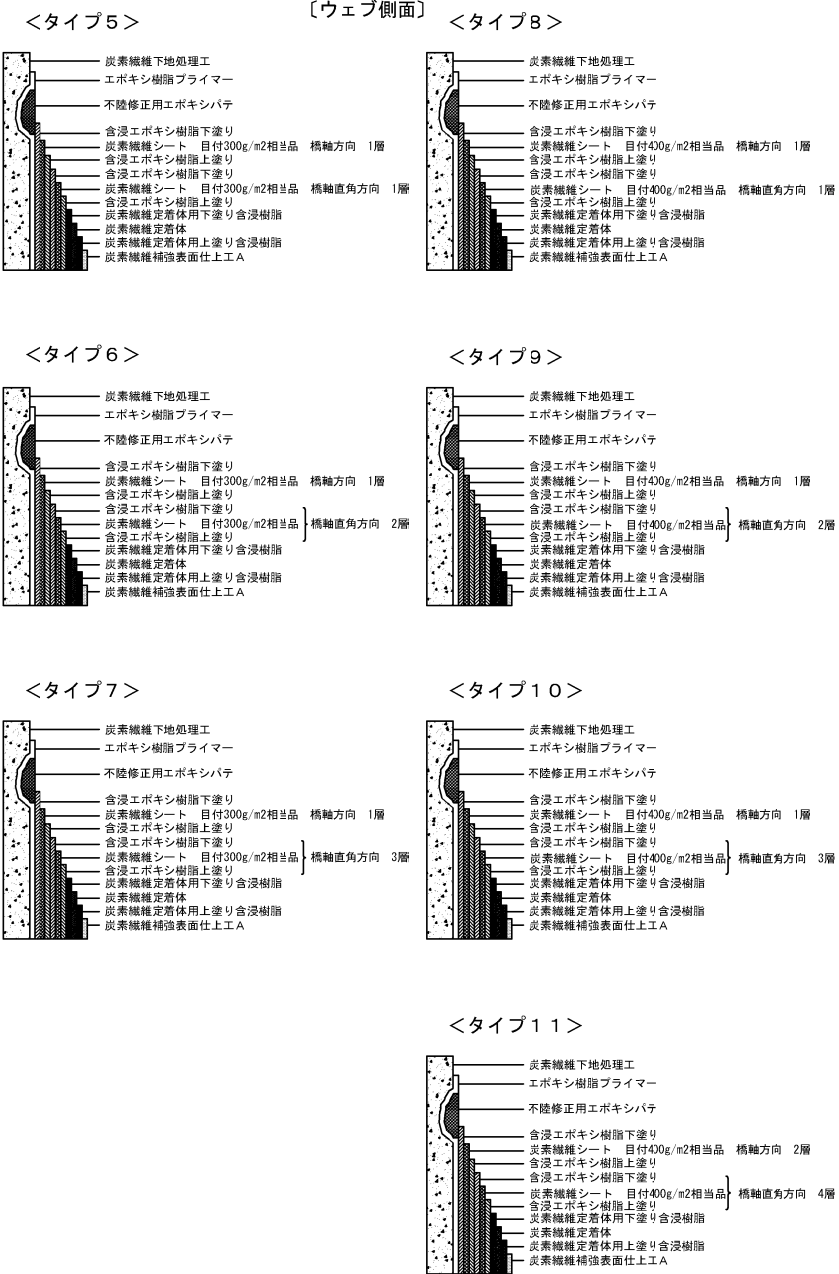 〔ウェブ側面〕
＜タイプ５＞
炭素繊維下地処理工
エポキシ樹脂プライマー
不陸修正用エポキシパテ
含浸エポキシ樹脂下塗り
炭素繊維シート　目付300g/m2相当品　橋軸方向　1層
含浸エポキシ樹脂上塗り
含浸エポキシ樹脂下塗り
炭素繊維シート　目付300g/m2相当品　橋軸直角方向　1層
含浸エポキシ樹脂上塗り
炭素繊維定着体用下塗り含浸樹脂
炭素繊維定着体
炭素繊維定着体用上塗り含浸樹脂
炭素繊維補強表面仕上工A
＜タイプ８＞
炭素繊維下地処理工
エポキシ樹脂プライマー
不陸修正用エポキシパテ
含浸エポキシ樹脂下塗り
炭素繊維シート　目付400g/m2相当品　橋軸方向　1層
含浸エポキシ樹脂上塗り
含浸エポキシ樹脂下塗り
炭素繊維シート　目付400g/m2相当品　橋軸直角方向　1層
含浸エポキシ樹脂上塗り
炭素繊維定着体用下塗り含浸樹脂
炭素繊維定着体
炭素繊維定着体用上塗り含浸樹脂
炭素繊維補強表面仕上工A
＜タイプ６＞
炭素繊維下地処理工
エポキシ樹脂プライマー
不陸修正用エポキシパテ
含浸エポキシ樹脂下塗り
炭素繊維シート　目付300g/m2相当品　橋軸方向　1層
含浸エポキシ樹脂上塗り
含浸エポキシ樹脂下塗り
炭素繊維シート　目付300g/m2相当品　橋軸直角方向　2層
含浸エポキシ樹脂上塗り
炭素繊維定着体用下塗り含浸樹脂
炭素繊維定着体
炭素繊維定着体用上塗り含浸樹脂
炭素繊維補強表面仕上工A
＜タイプ９＞
炭素繊維下地処理工
エポキシ樹脂プライマー
不陸修正用エポキシパテ
含浸エポキシ樹脂下塗り
炭素繊維シート　目付400g/m2相当品　橋軸方向　1層
含浸エポキシ樹脂上塗り
含浸エポキシ樹脂下塗り
炭素繊維シート　目付400g/m2相当品　橋軸直角方向　2層
含浸エポキシ樹脂上塗り
炭素繊維定着体用下塗り含浸樹脂
炭素繊維定着体
炭素繊維定着体用上塗り含浸樹脂
炭素繊維補強表面仕上工A
＜タイプ７＞
炭素繊維下地処理工
エポキシ樹脂プライマー
不陸修正用エポキシパテ
含浸エポキシ樹脂下塗り
炭素繊維シート　目付300g/m2相当品　橋軸方向　1層
含浸エポキシ樹脂上塗り
含浸エポキシ樹脂下塗り
炭素繊維シート　目付300g/m2相当品　橋軸直角方向　3層
含浸エポキシ樹脂上塗り
炭素繊維定着体用下塗り含浸樹脂
炭素繊維定着体
炭素繊維定着体用上塗り含浸樹脂
炭素繊維補強表面仕上工A
＜タイプ１０＞
炭素繊維下地処理工
エポキシ樹脂プライマー
不陸修正用エポキシパテ
含浸エポキシ樹脂下塗り
炭素繊維シート　目付400g/m2相当品　橋軸方向　1層
含浸エポキシ樹脂上塗り
含浸エポキシ樹脂下塗り
炭素繊維シート　目付400g/m2相当品　橋軸直角方向　3層
含浸エポキシ樹脂上塗り
炭素繊維定着体用下塗り含浸樹脂
炭素繊維定着体
炭素繊維定着体用上塗り含浸樹脂
炭素繊維補強表面仕上工A
＜タイプ１１＞
炭素繊維下地処理工
エポキシ樹脂プライマー
不陸修正用エポキシパテ
含浸エポキシ樹脂下塗り
炭素繊維シート　目付400g/m2相当品　橋軸方向　2層
含浸エポキシ樹脂上塗り
含浸エポキシ樹脂下塗り
炭素繊維シート　目付400g/m2相当品　橋軸直角方向　4層
含浸エポキシ樹脂上塗り
炭素繊維定着体用下塗り含浸樹脂
炭素繊維定着体
炭素繊維定着体用上塗り含浸樹脂
炭素繊維補強表面仕上工A